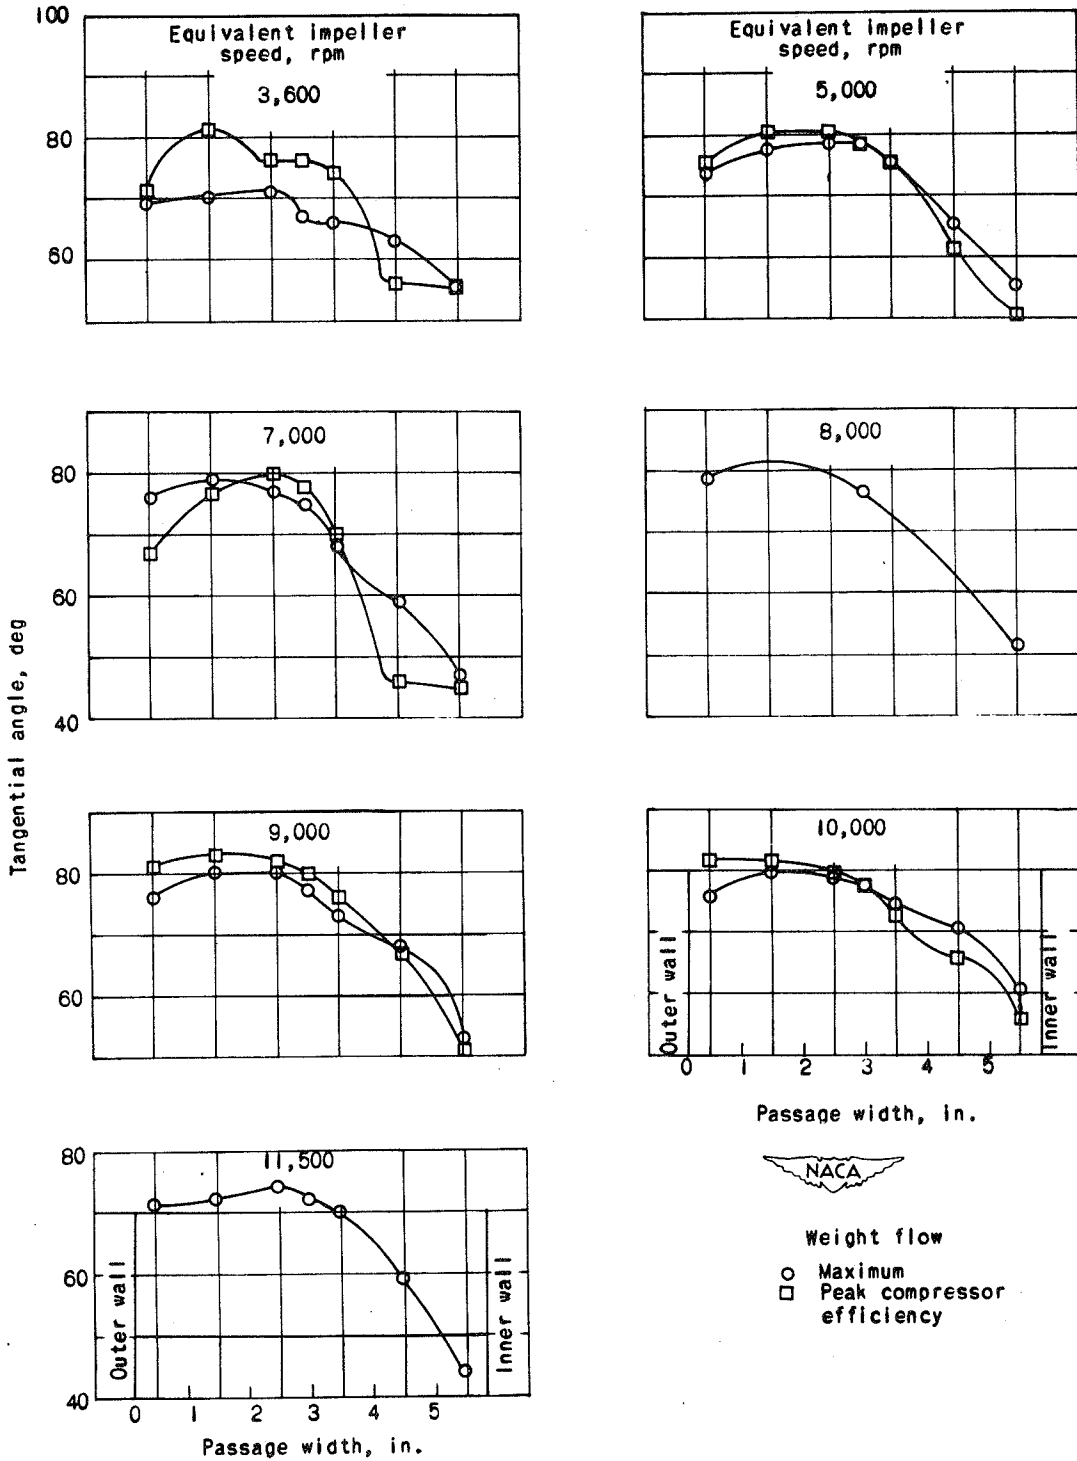 100
Equivalent impeller
speed, rpm
3,600
80
60
Equivalent impeller
speed, rpm
5,000
7,000
80
60
40
8,000
Tangential angle, deg
9,000
80
60
10,000
Outer wall
Inner wall
0 1 2 3 4 5
Passage width, in.
11,500
80
60
40
Outer wall
Inner wall
0 1 2 3 4 5
Passage width, in.
NACA
Weight flow
Maximum
Peak compressor
efficiency